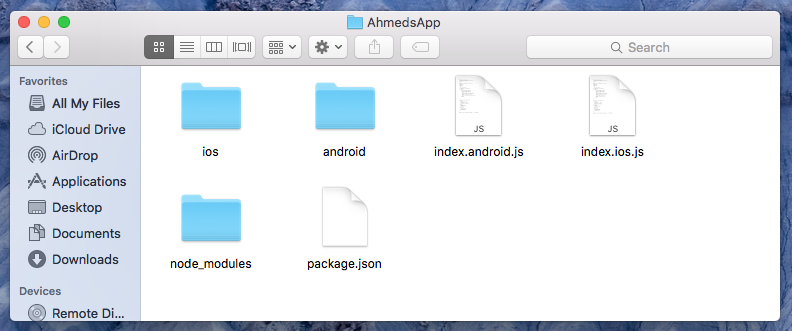 AhmedsApp
Search
Favorites
All My Files
iCloud Drive
AirDrop
Applications
Desktop
Documents
Downloads
Devices
Remote Di...
ios
android
JS
index.android.js
JS
index.ios.js
node_modules
package.json